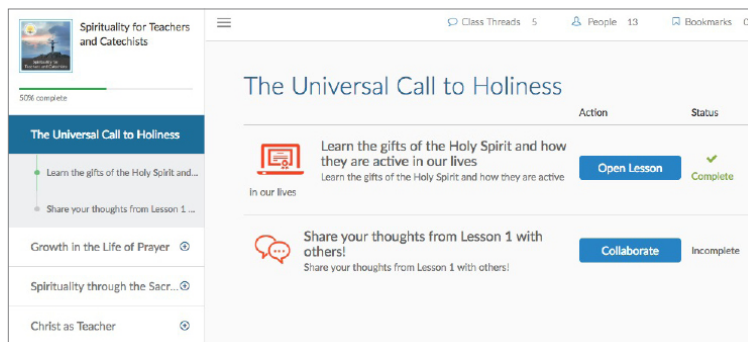 Spirituality for Teachers
and Catechists
50% complete
The Universal Call to Holiness
Learn the gifts of the Holy Spirit and...
Share your thoughts from Lesson 1 ...
Growth in the Life of Prayer
Spirituality through the Sacr...
Christ as Teacher
Class Threads 5
People 13
Bookmarks
The Universal Call to Holiness
Action
Status
Learn the gifts of the Holy Spirit and how
they are active in our lives
Learn the gifts of the Holy Spirit and how they are active
in our lives
Open Lesson
Complete
Share your thoughts from Lesson 1 with
others!
Share your thoughts from Lesson 1 with others!
Collaborate
Incomplete